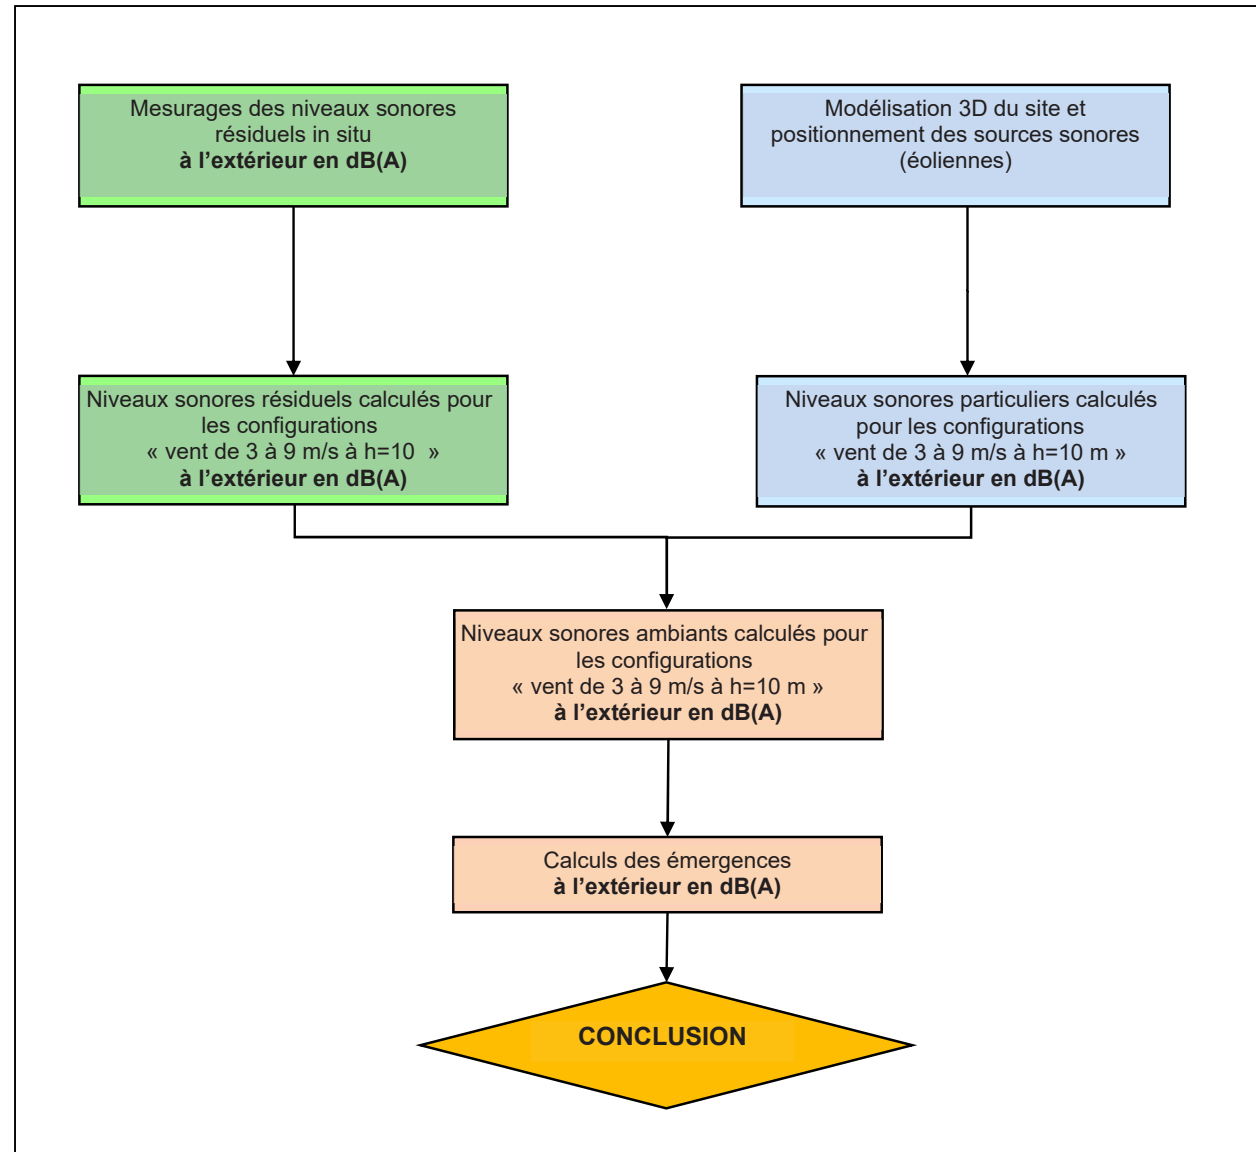 Mesurages des niveaux sonores
résiduels in situ
à l’extérieur en dB(A)
Modélisation 3D du site et
positionnement des sources sonores
(éoliennes)
Niveaux sonores résiduels calculés pour
les configurations
« vent de 3 à 9 m/s à h=10  »
à l’extérieur en dB(A)
Niveaux sonores particuliers calculés
pour les configurations
« vent de 3 à 9 m/s à h=10 m »
à l’extérieur en dB(A)
Niveaux sonores ambiants calculés pour
les configurations
« vent de 3 à 9 m/s à h=10 m »
à l’extérieur en dB(A)
Calculs des émergences
à l’extérieur en dB(A)
CONCLUSION